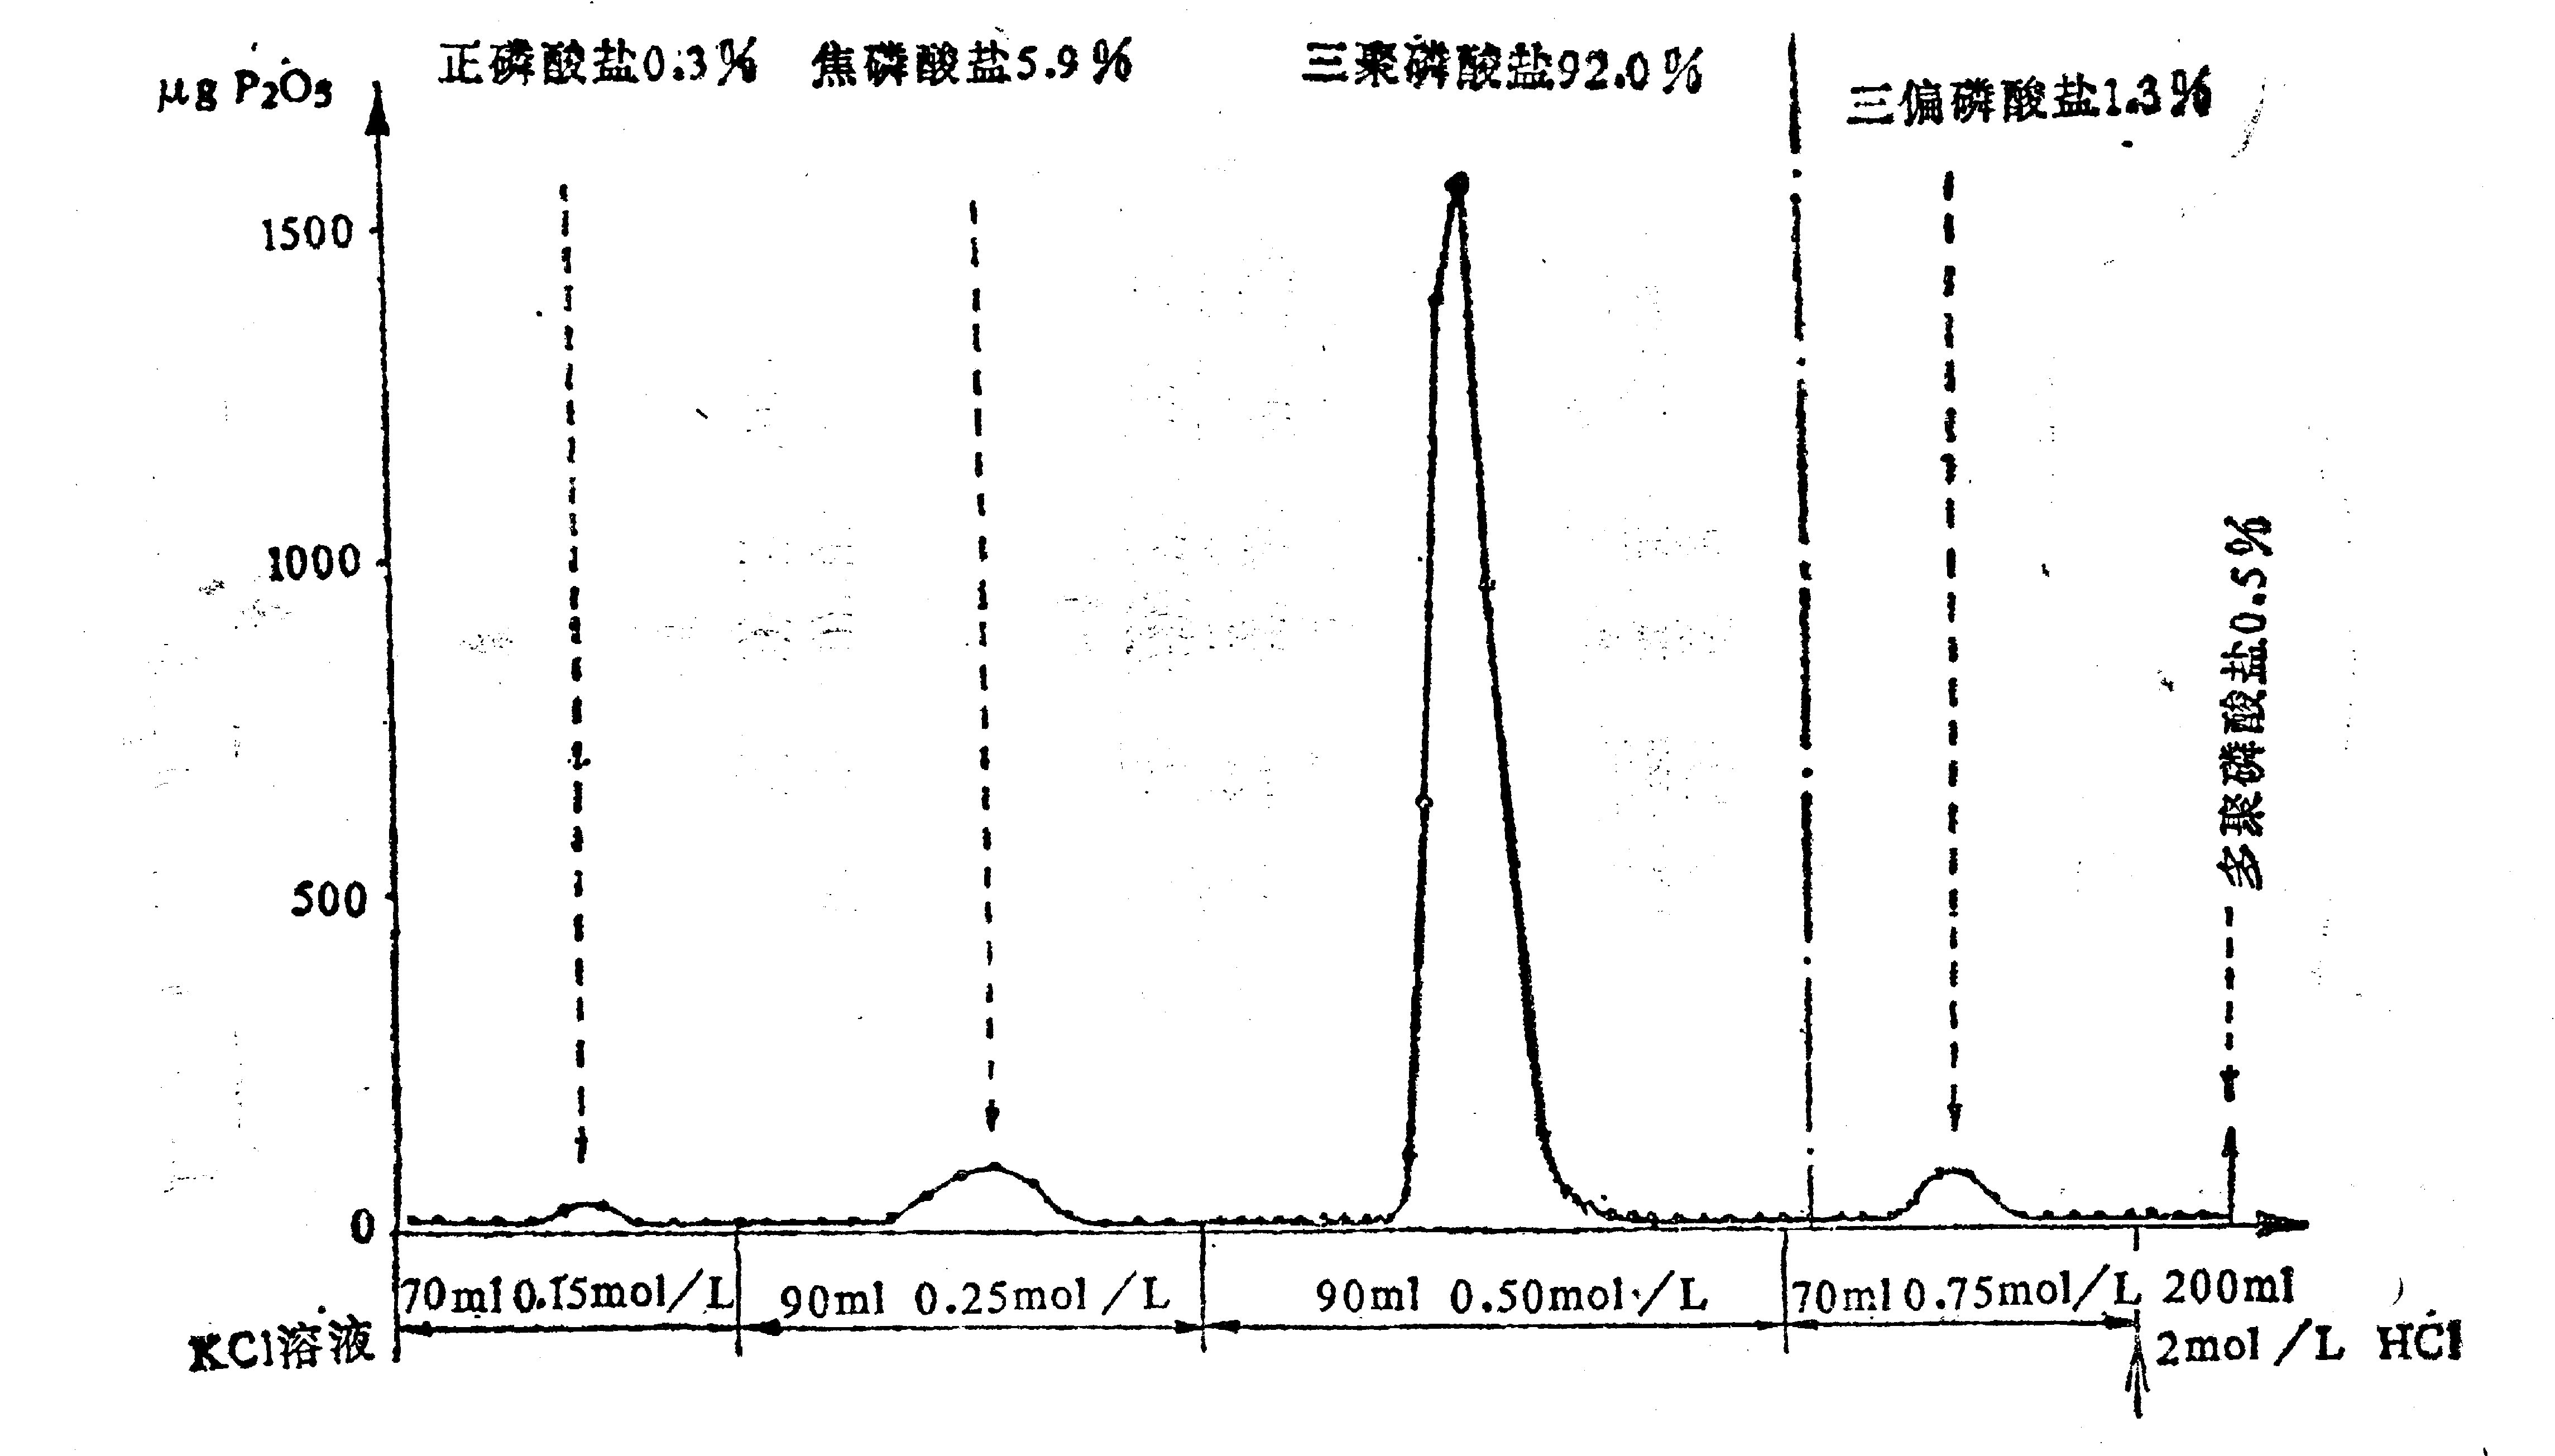 正磷酸盐0.3% 焦磷酸盐5.9% 三聚磷酸盐92.0% 三偏磷酸盐1.3%
μg P₂O₅
1500
1000
500
0
多聚磷酸盐0.5%
70ml 0.15mol/L 90ml 0.25mol/L 90ml 0.50mol/L 70ml 0.75mol/L 200ml
KCl溶液 2mol/L HCl